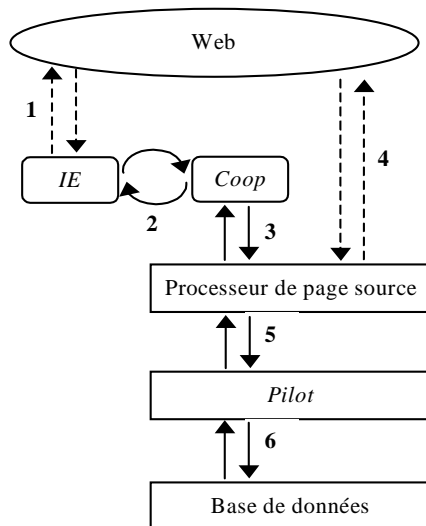 Web
1
4
IE
Coop
2
3
Processeur de page source
5
Pilot
6
Base de données